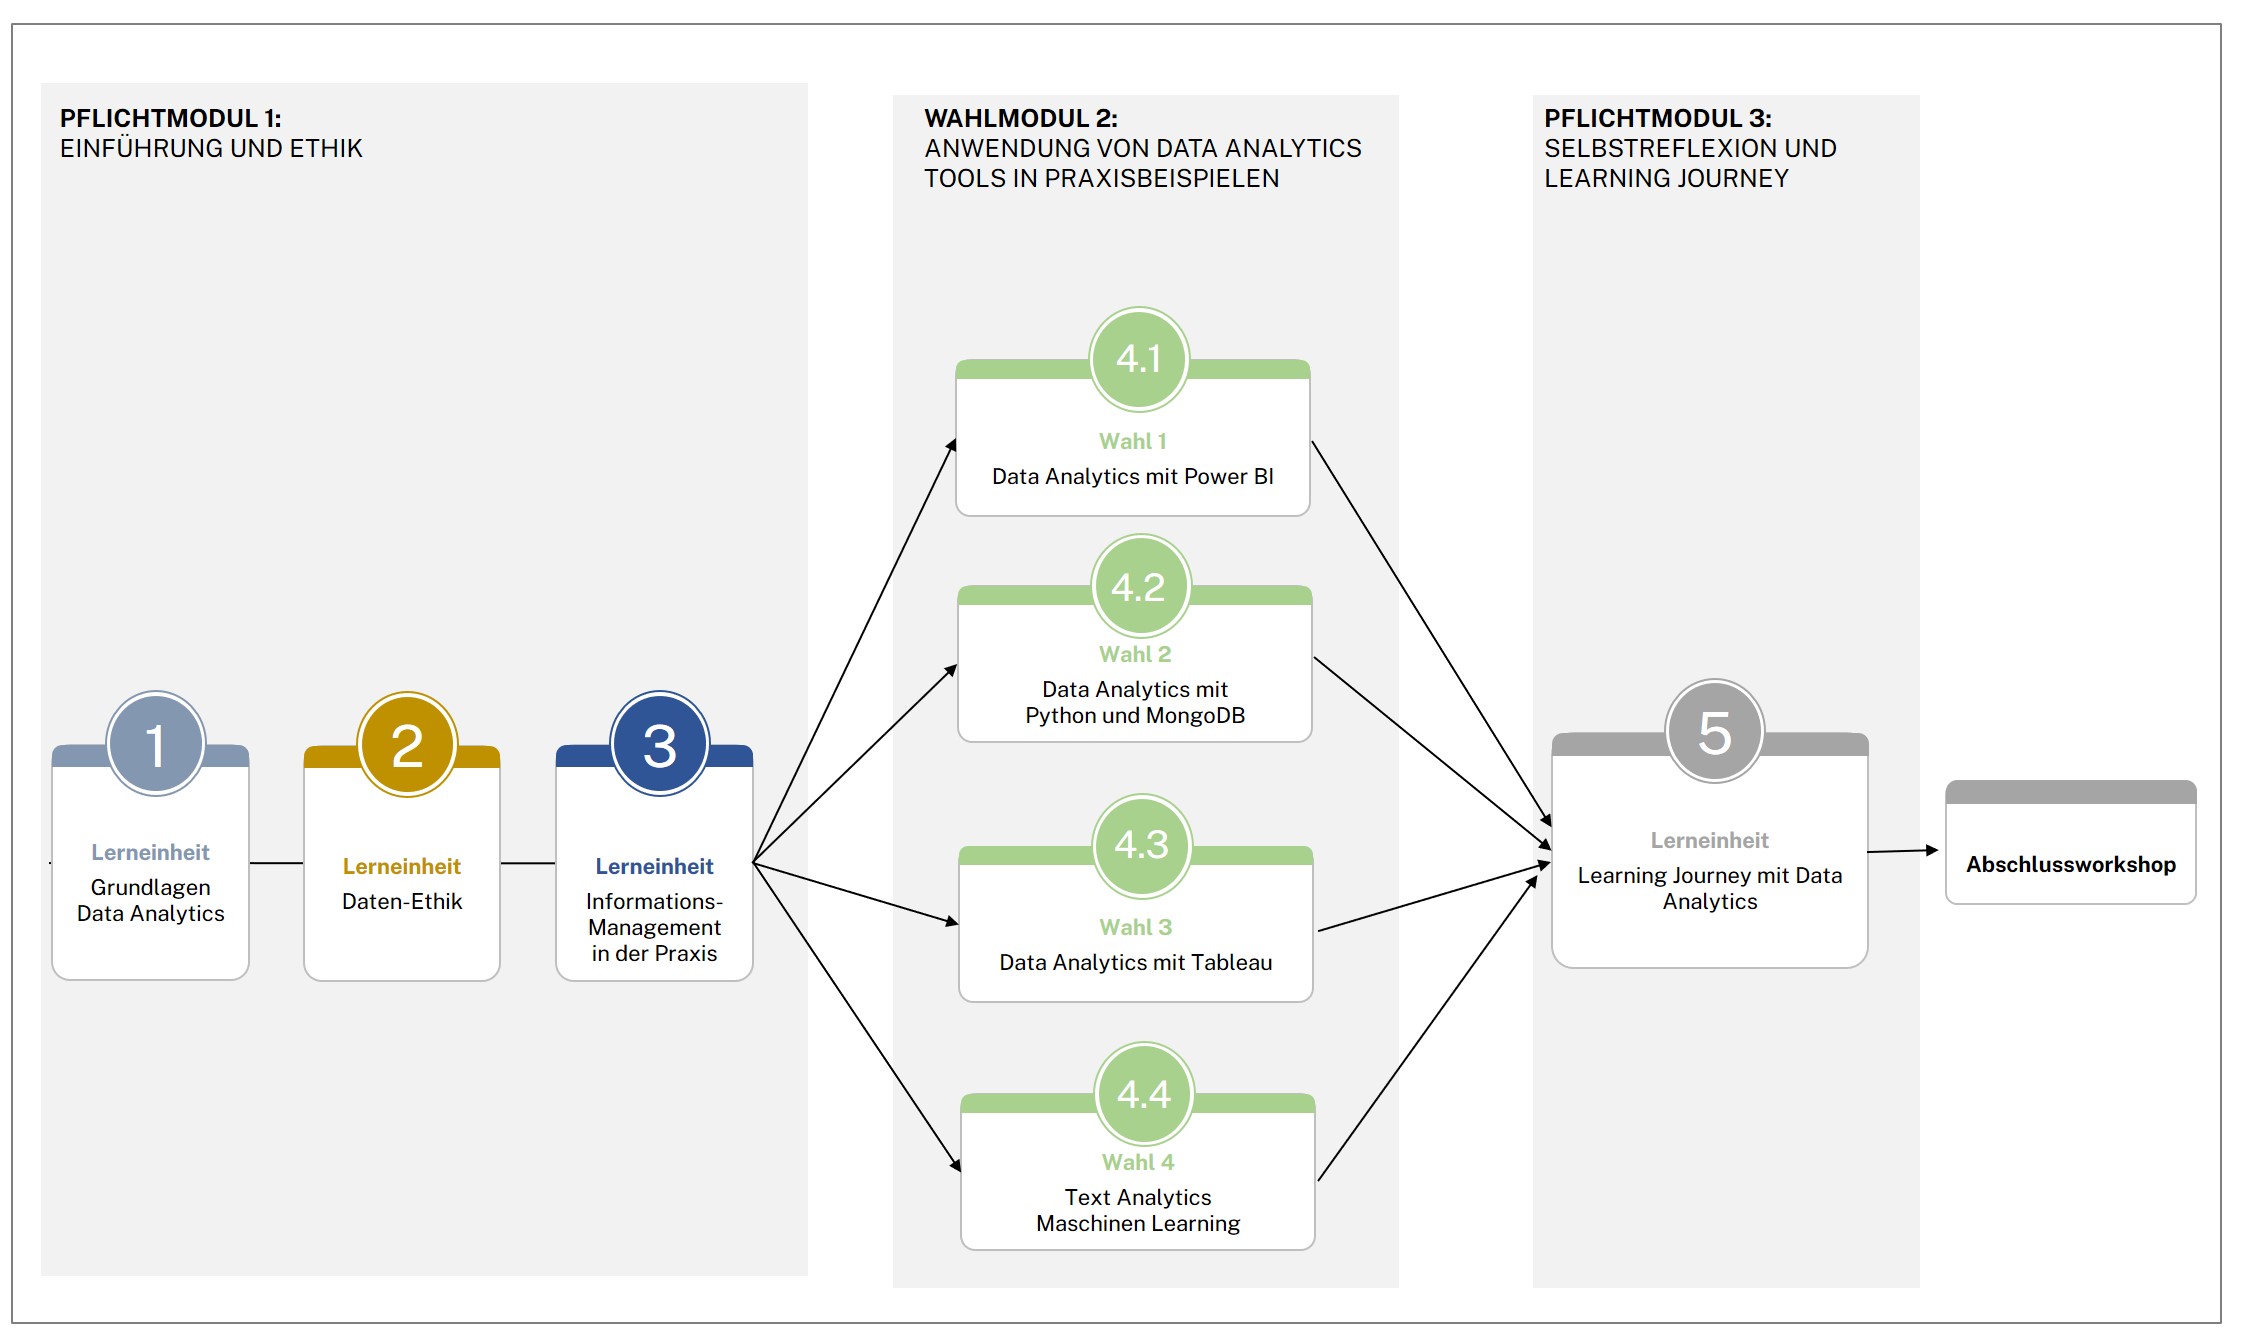 PFLICHTMODUL 1:
EINFÜHRUNG UND ETHIK
1
Lerneinheit
Grundlagen
Data Analytics
2
Lerneinheit
Daten-Ethik
3
Lerneinheit
Informations-
Management
in der Praxis
WAHLMODUL 2:
ANWENDUNG VON DATA ANALYTICS
TOOLS IN PRAXISBEISPIELEN
4.1
Wahl 1
Data Analytics mit Power BI
4.2
Wahl 2
Data Analytics mit
Python und MongoDB
4.3
Wahl 3
Data Analytics mit Tableau
4.4
Wahl 4
Text Analytics
Maschinen Learning
PFLICHTMODUL 3:
SELBSTREFLEXION UND
LEARNING JOURNEY
5
Lerneinheit
Learning Journey mit Data
Analytics
Abschlussworkshop